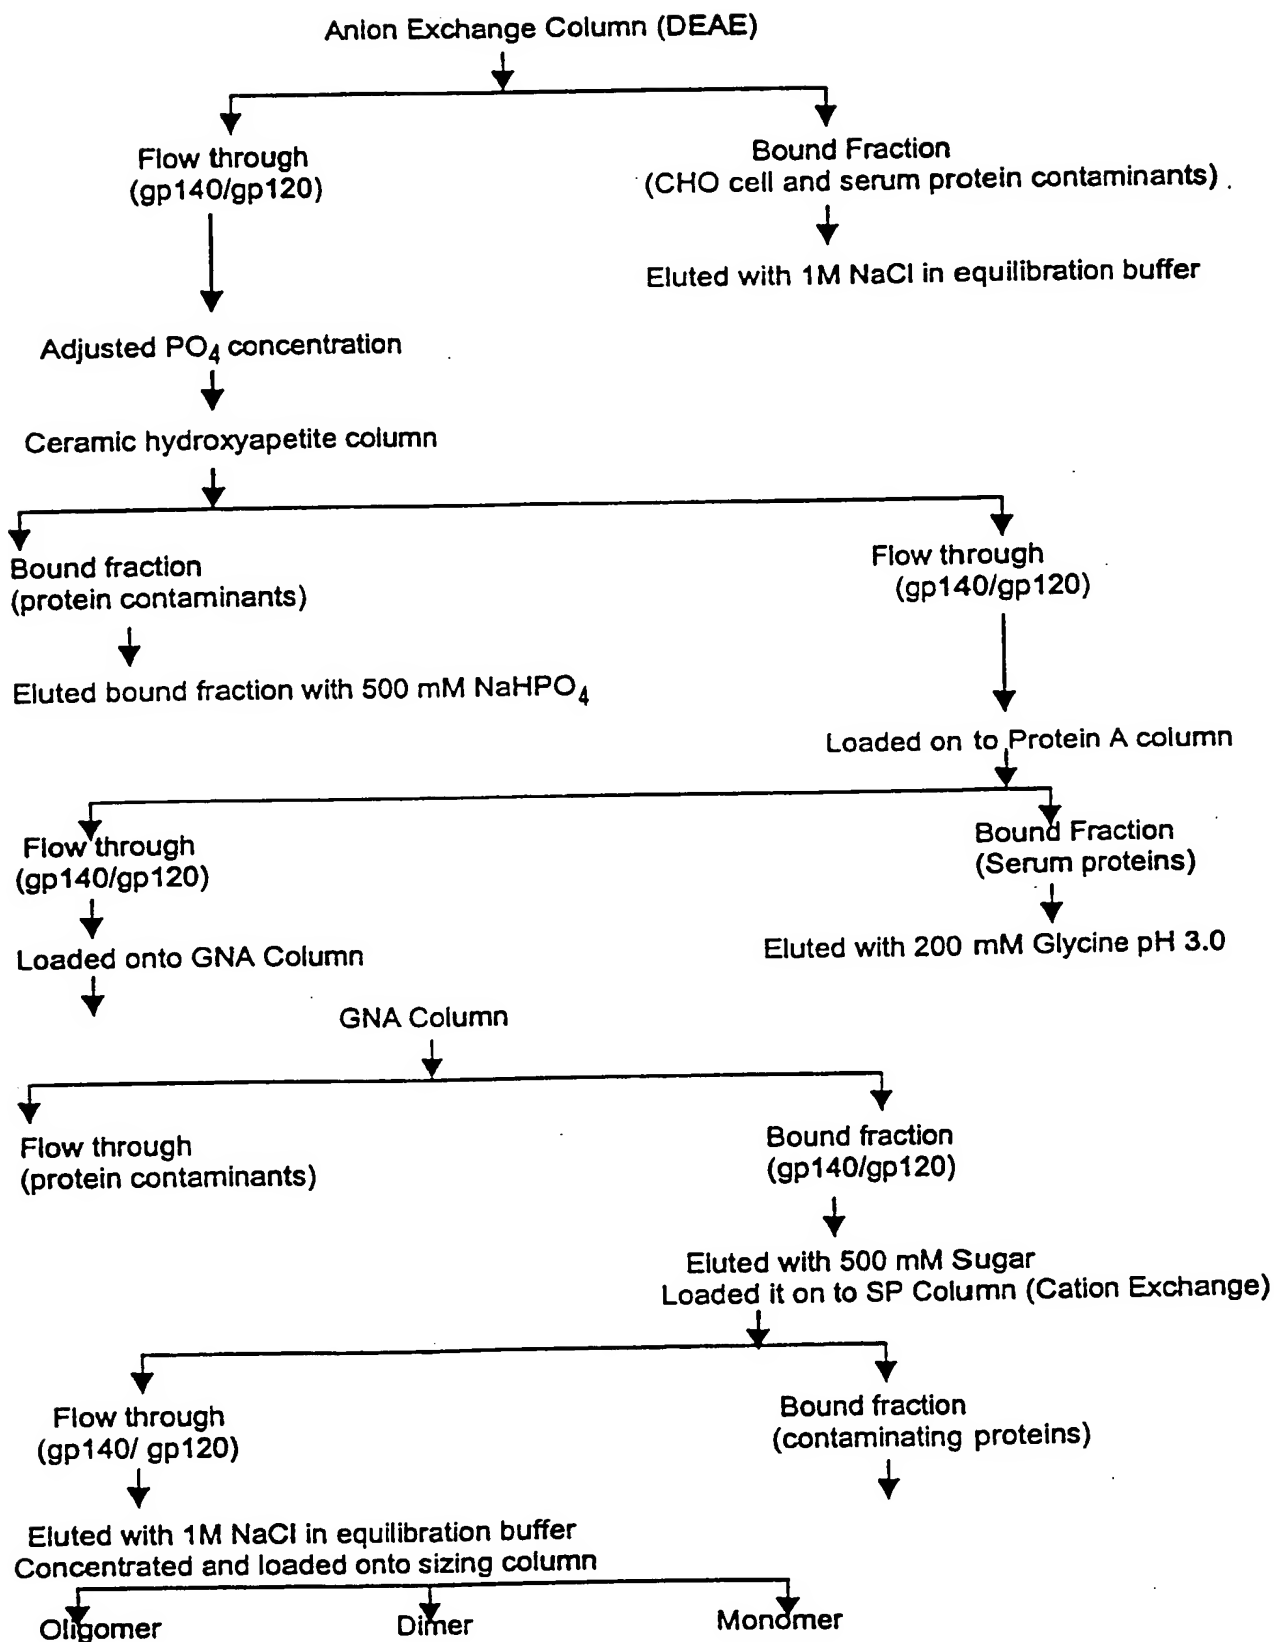 Anion Exchange Column (DEAE)
Flow through
(gp140/gp120)
Bound Fraction
(CHO cell and serum protein contaminants)
Eluted with 1M NaCl in equilibration buffer
Adjusted PO4 concentration
Ceramic hydroxyapetite column
Bound fraction
(protein contaminants)
Eluted bound fraction with 500 mM NaHPO4
Flow through
(gp140/gp120)
Loaded on to Protein A column
Flow through
(gp140/gp120)
Loaded onto GNA Column
Bound Fraction
(Serum proteins)
Eluted with 200 mM Glycine pH 3.0
GNA Column
Flow through
(protein contaminants)
Bound fraction
(gp140/gp120)
Eluted with 500 mM Sugar
Loaded it on to SP Column (Cation Exchange)
Flow through
(gp140/ gp120)
Bound fraction
(contaminating proteins)
Eluted with 1M NaCl in equilibration buffer
Concentrated and loaded onto sizing column
Oligomer
Dimer
Monomer